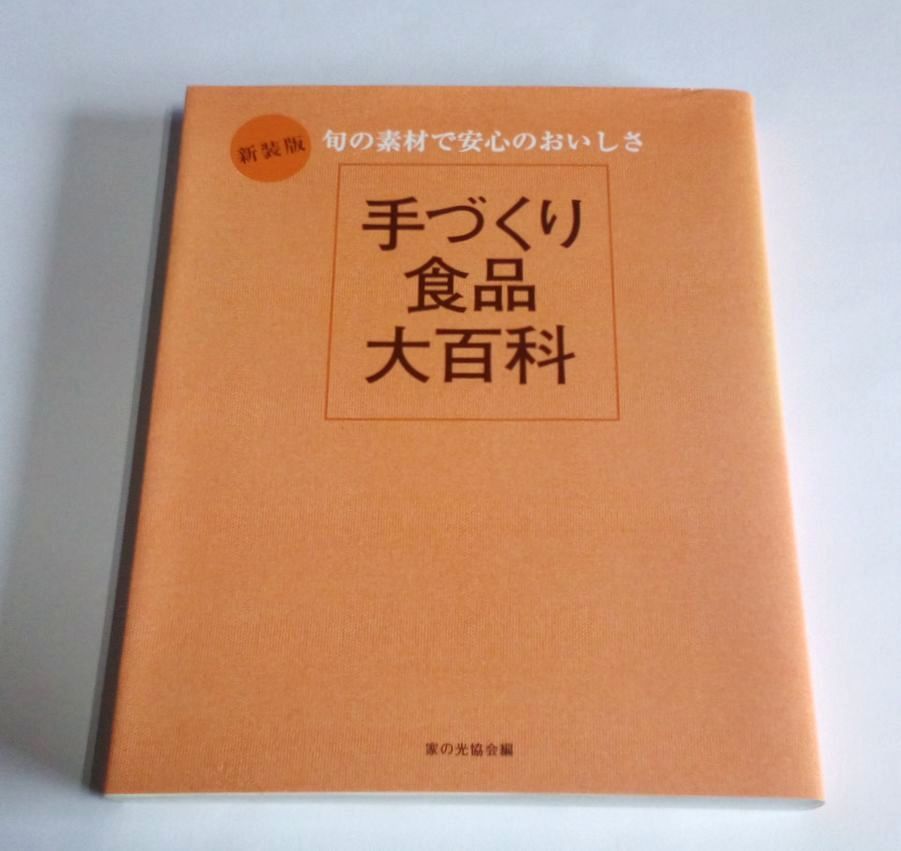 新装版
旬の素材で安心のおいしさ
手づくり
食品
大百科
家の光協会編